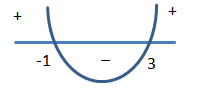 + +
-1 – 3